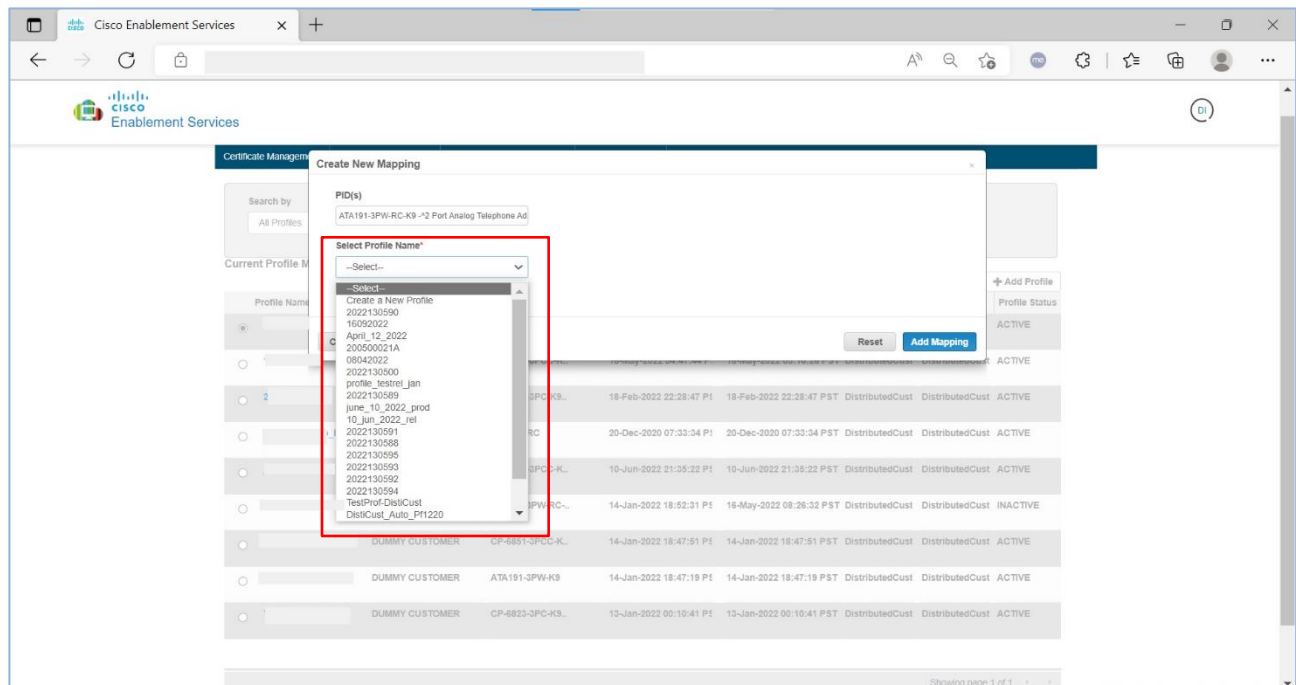 Cisco Enablement Services
CISCO
Enablement Services
DI
Certificate Managem
Create New Mapping
PID(s)
ATA191-3PW-RC-K9 -^2 Port Analog Telephone Ad
Search by
All Profiles
Select Profile Name*
--Select--
Current Profile M
Add Profile
Profile Name
Profile Status
--Select--
Create a New Profile
2022130590
16092022
April_12_2022
200500021A
08042022
2022130500
profile_testrel_jan
2022130589
june_10_2022_prod
10_jun_2022_rel
2022130591
2022130588
2022130595
2022130593
2022130592
2022130594
TestProf-DistiCust
DistiCust_Auto_Pf1220
Reset
Add Mapping
ACTIVE
ACTIVE
2 18-Feb-2022 22:28:47 PS 18-Feb-2022 22:28:47 PST DistributedCust DistributedCust ACTIVE
RC 20-Dec-2020 07:33:34 PS 20-Dec-2020 07:33:34 PST DistributedCust DistributedCust ACTIVE
10-Jun-2022 21:35:22 PS 10-Jun-2022 21:35:22 PST DistributedCust DistributedCust ACTIVE
14-Jan-2022 18:52:31 PS 16-May-2022 08:26:32 PST DistributedCust DistributedCust INACTIVE
DUMMY CUSTOMER CP-6851-3PCC-K.. 14-Jan-2022 18:47:51 PS 14-Jan-2022 18:47:51 PST DistributedCust DistributedCust ACTIVE
DUMMY CUSTOMER ATA191-3PW-K9 14-Jan-2022 18:47:19 PS 14-Jan-2022 18:47:19 PST DistributedCust DistributedCust ACTIVE
DUMMY CUSTOMER CP-6823-3PC-K9.. 13-Jan-2022 00:10:41 PS 13-Jan-2022 00:10:41 PST DistributedCust DistributedCust ACTIVE
Showing page 1 of 1